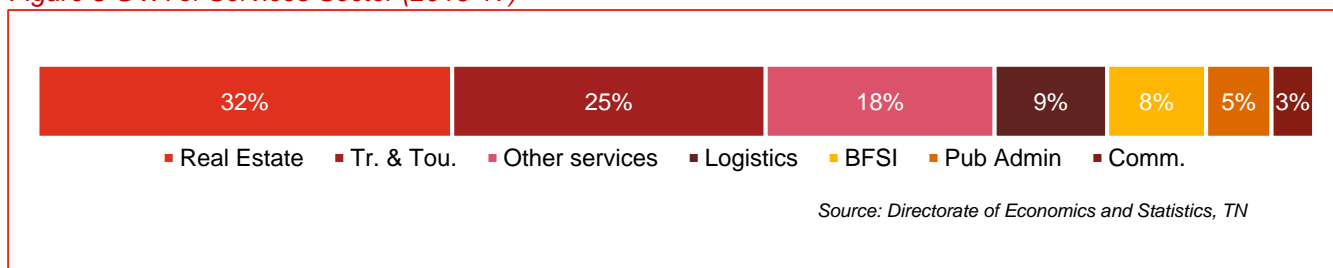 32% 25% 18% 9% 8% 5% 3%
Real Estate Tr. & Tou. Other services Logistics BFSI Pub Admin Comm.
Source: Directorate of Economics and Statistics, TN